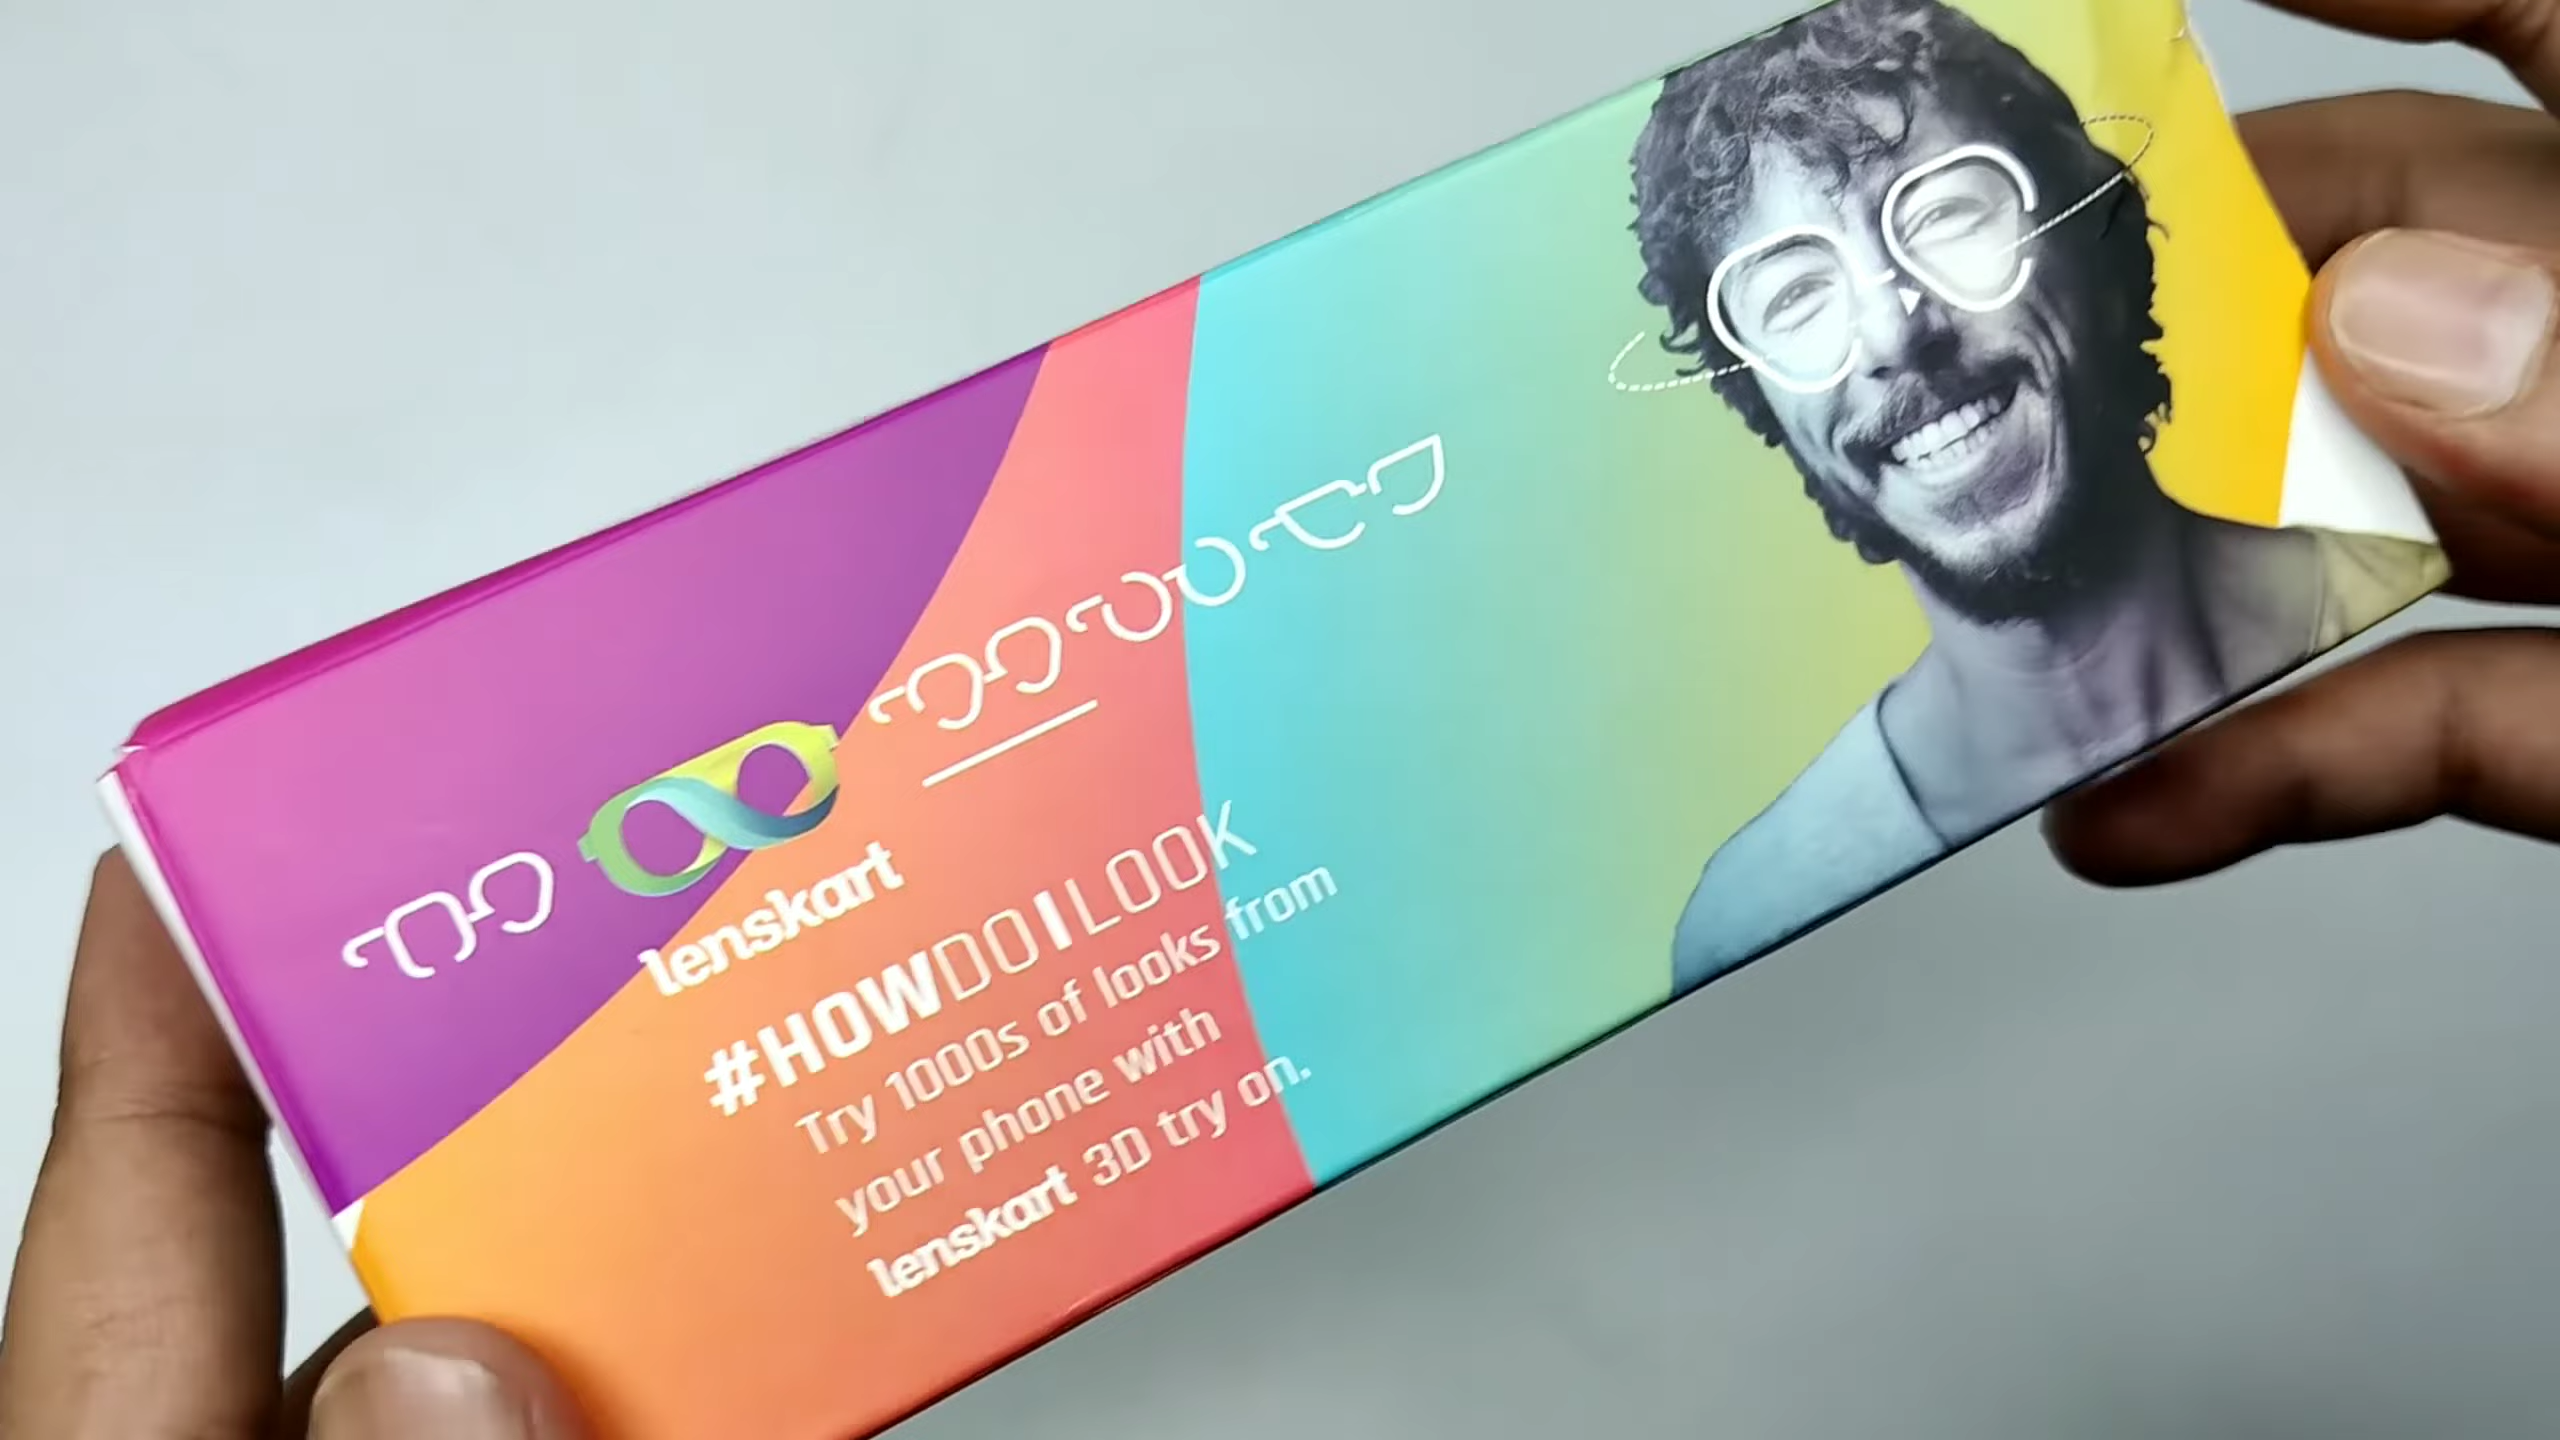 lenskart
#HOWDOILOOK
Try 1000s of looks from
your phone with
lenskart 3D try on.